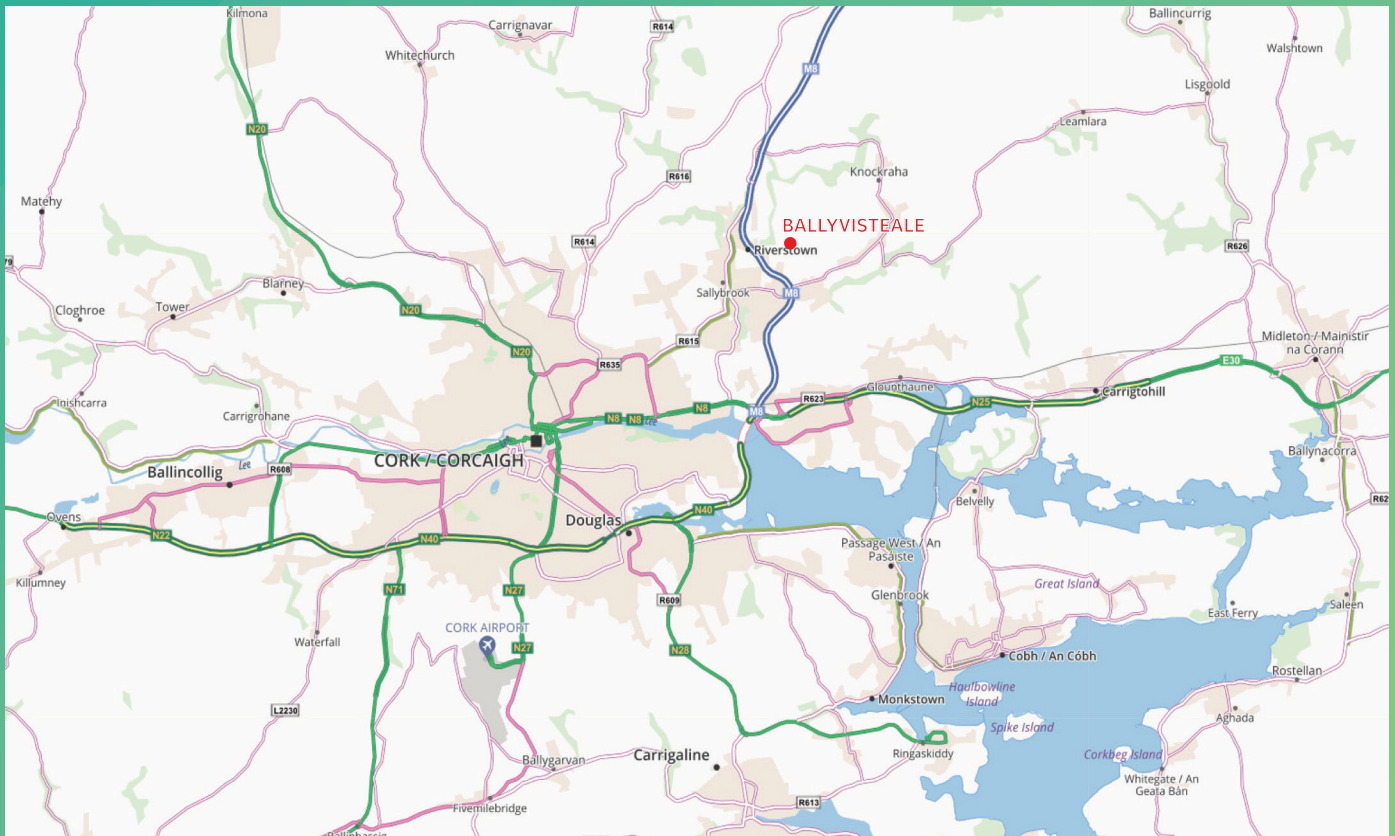 Kilmona
Carrignavar
R614
Ballincurrig
Whitechurch
Walshtown
M8
Lisgoold
N20
Leamlara
R616
Knockraha
Matehy
BALLYVISTEALE
R614
Riverstown
R626
79
Blarney
Sallybrook
M8
Cloghroe
Tower
N20
Midleton / Mainistir
na Corann
R615
N20
R635
E30
Glounthaune
Carrigtohill
Inishcarra
R623
N25
Carrigrohane
N8
N8
N8
M8
Lee
Lee
CORK / CORCAIGH
Ballynacorra
Ballincollig
Lee
R608
Belvelly
R62
Ovens
Douglas
N40
N22
N40
Passage West / An
Pasaiste
Killumney
Great Island
N71
N27
Glenbrook
R609
East Ferry
Saleen
CORK AIRPORT
Waterfall
N27
N28
Cobh / An Cóbh
Rostellan
Haulbowline
Island
Monkstown
L2230
Spike Island
Aghada
Ringaskiddy
Carrigaline
Corkbeg Island
Ballygarvan
Whitegate / An
Geata Bán
R613
Fivemilebridge